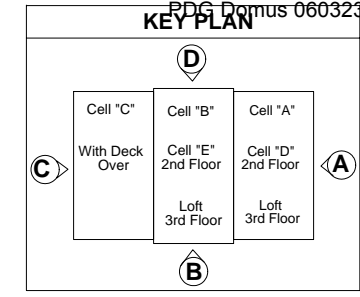 PDG Domus 060323
KEY PLAN
D
Cell "C"
With Deck
Over
Cell "B"
Cell "E"
2nd Floor
Loft
3rd Floor
Cell "A"
Cell "D"
2nd Floor
Loft
3rd Floor
C
A
B